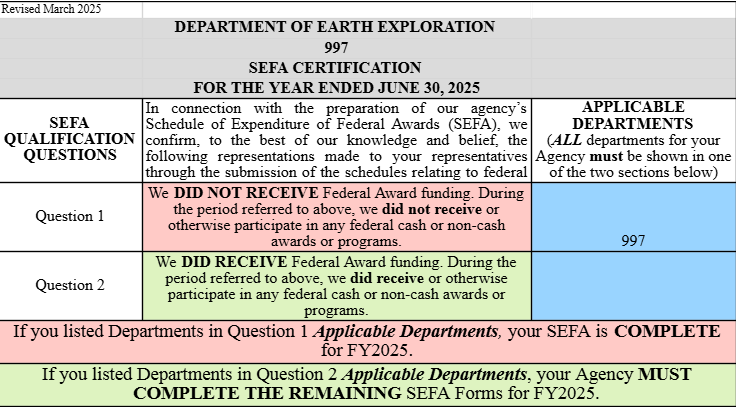 Revised March 2025
DEPARTMENT OF EARTH EXPLORATION
997
SEFA CERTIFICATION
FOR THE YEAR ENDED JUNE 30, 2025
SEFA
QUALIFICATION
QUESTIONS
In connection with the preparation of our agency's
Schedule of Expenditure of Federal Awards (SEFA), we
confirm, to the best of our knowledge and belief, the
following representations made to your representatives
through the submission of the schedules relating to federal
APPLICABLE
DEPARTMENTS
(ALL departments for your
Agency must be shown in one
of the two sections below)
Question 1
We DID NOT RECEIVE Federal Award funding. During
the period referred to above, we did not receive or
otherwise participate in any federal cash or non-cash
awards or programs.
997
Question 2
We DID RECEIVE Federal Award funding. During the
period referred to above, we did receive or otherwise
participate in any federal cash or non-cash awards or
programs.
If you listed Departments in Question 1 Applicable Departments, your SEFA is COMPLETE
for FY2025.
If you listed Departments in Question 2 Applicable Departments, your Agency MUST
COMPLETE THE REMAINING SEFA Forms for FY2025.